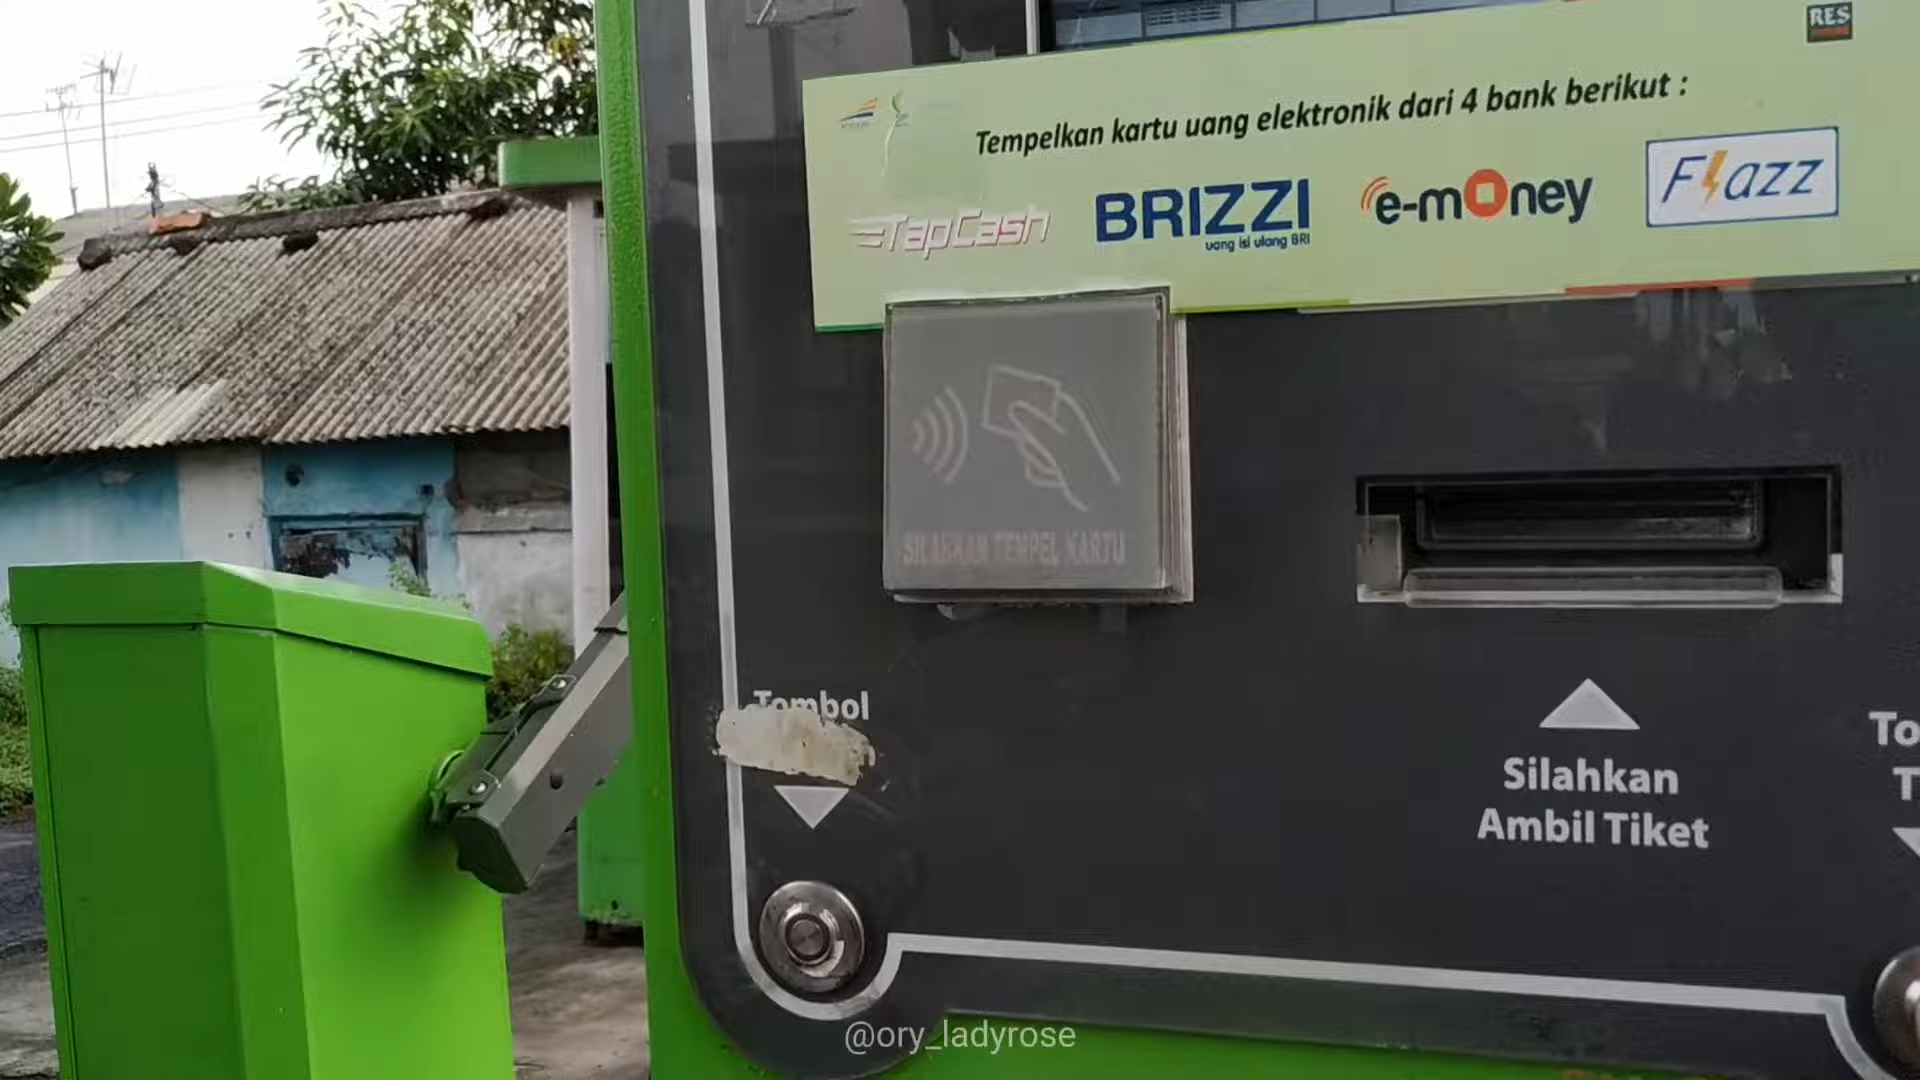 RES
Tempelkan kartu uang elektronik dari 4 bank berikut :
TapCash
BRIZZI
uang isi ulang BRI
e-money
Flazz
SILAHKAN TEMPEL KARTU
Tombol
Silahkan
Ambil Tiket
To
T
@ory_ladyrose